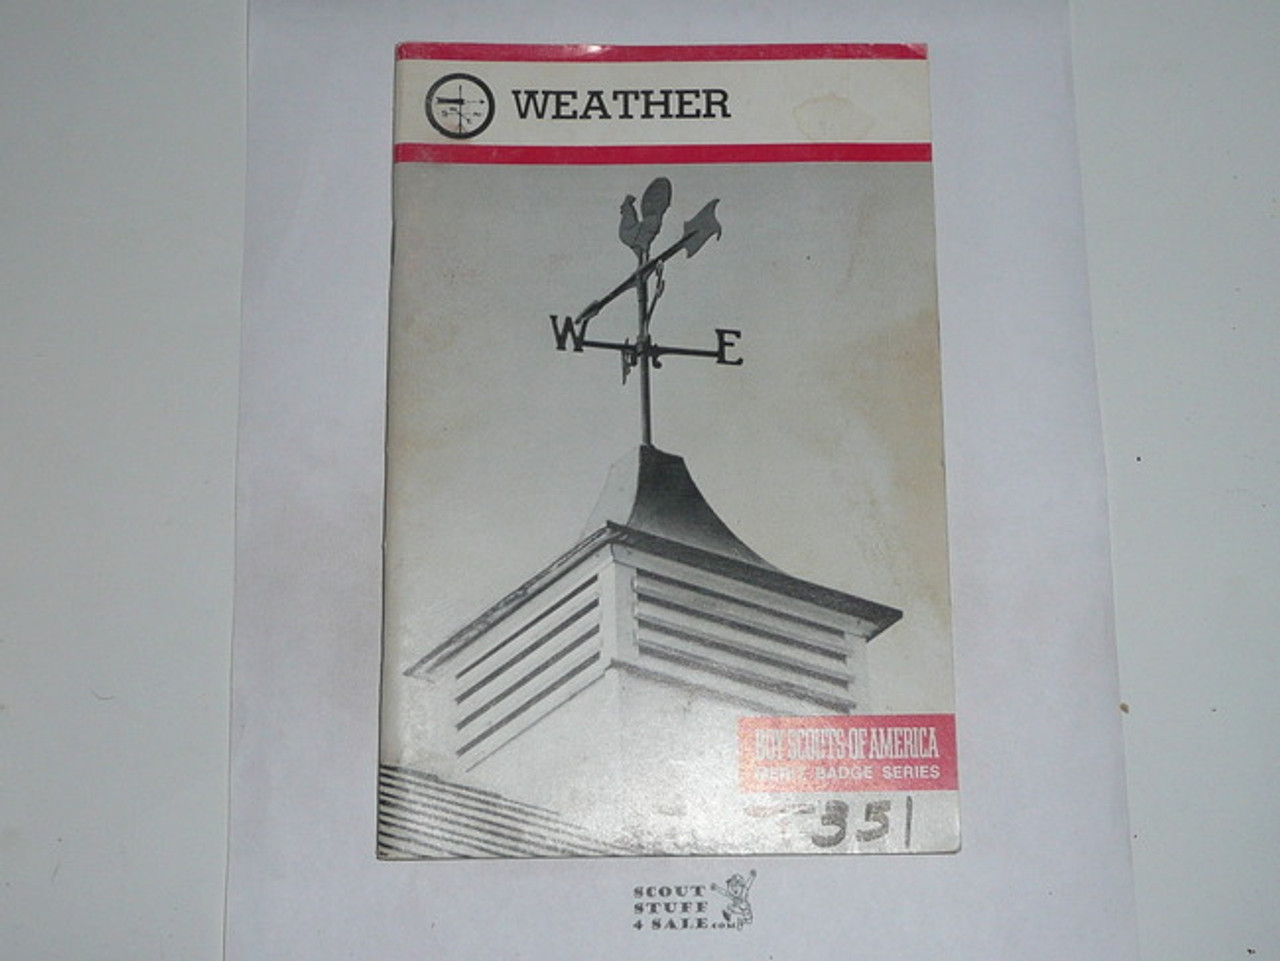 WEATHER
W
E
BOY SCOUTS OF AMERICA
MERIT BADGE SERIES
351
SCOUT
STUFF
4 SALE.com